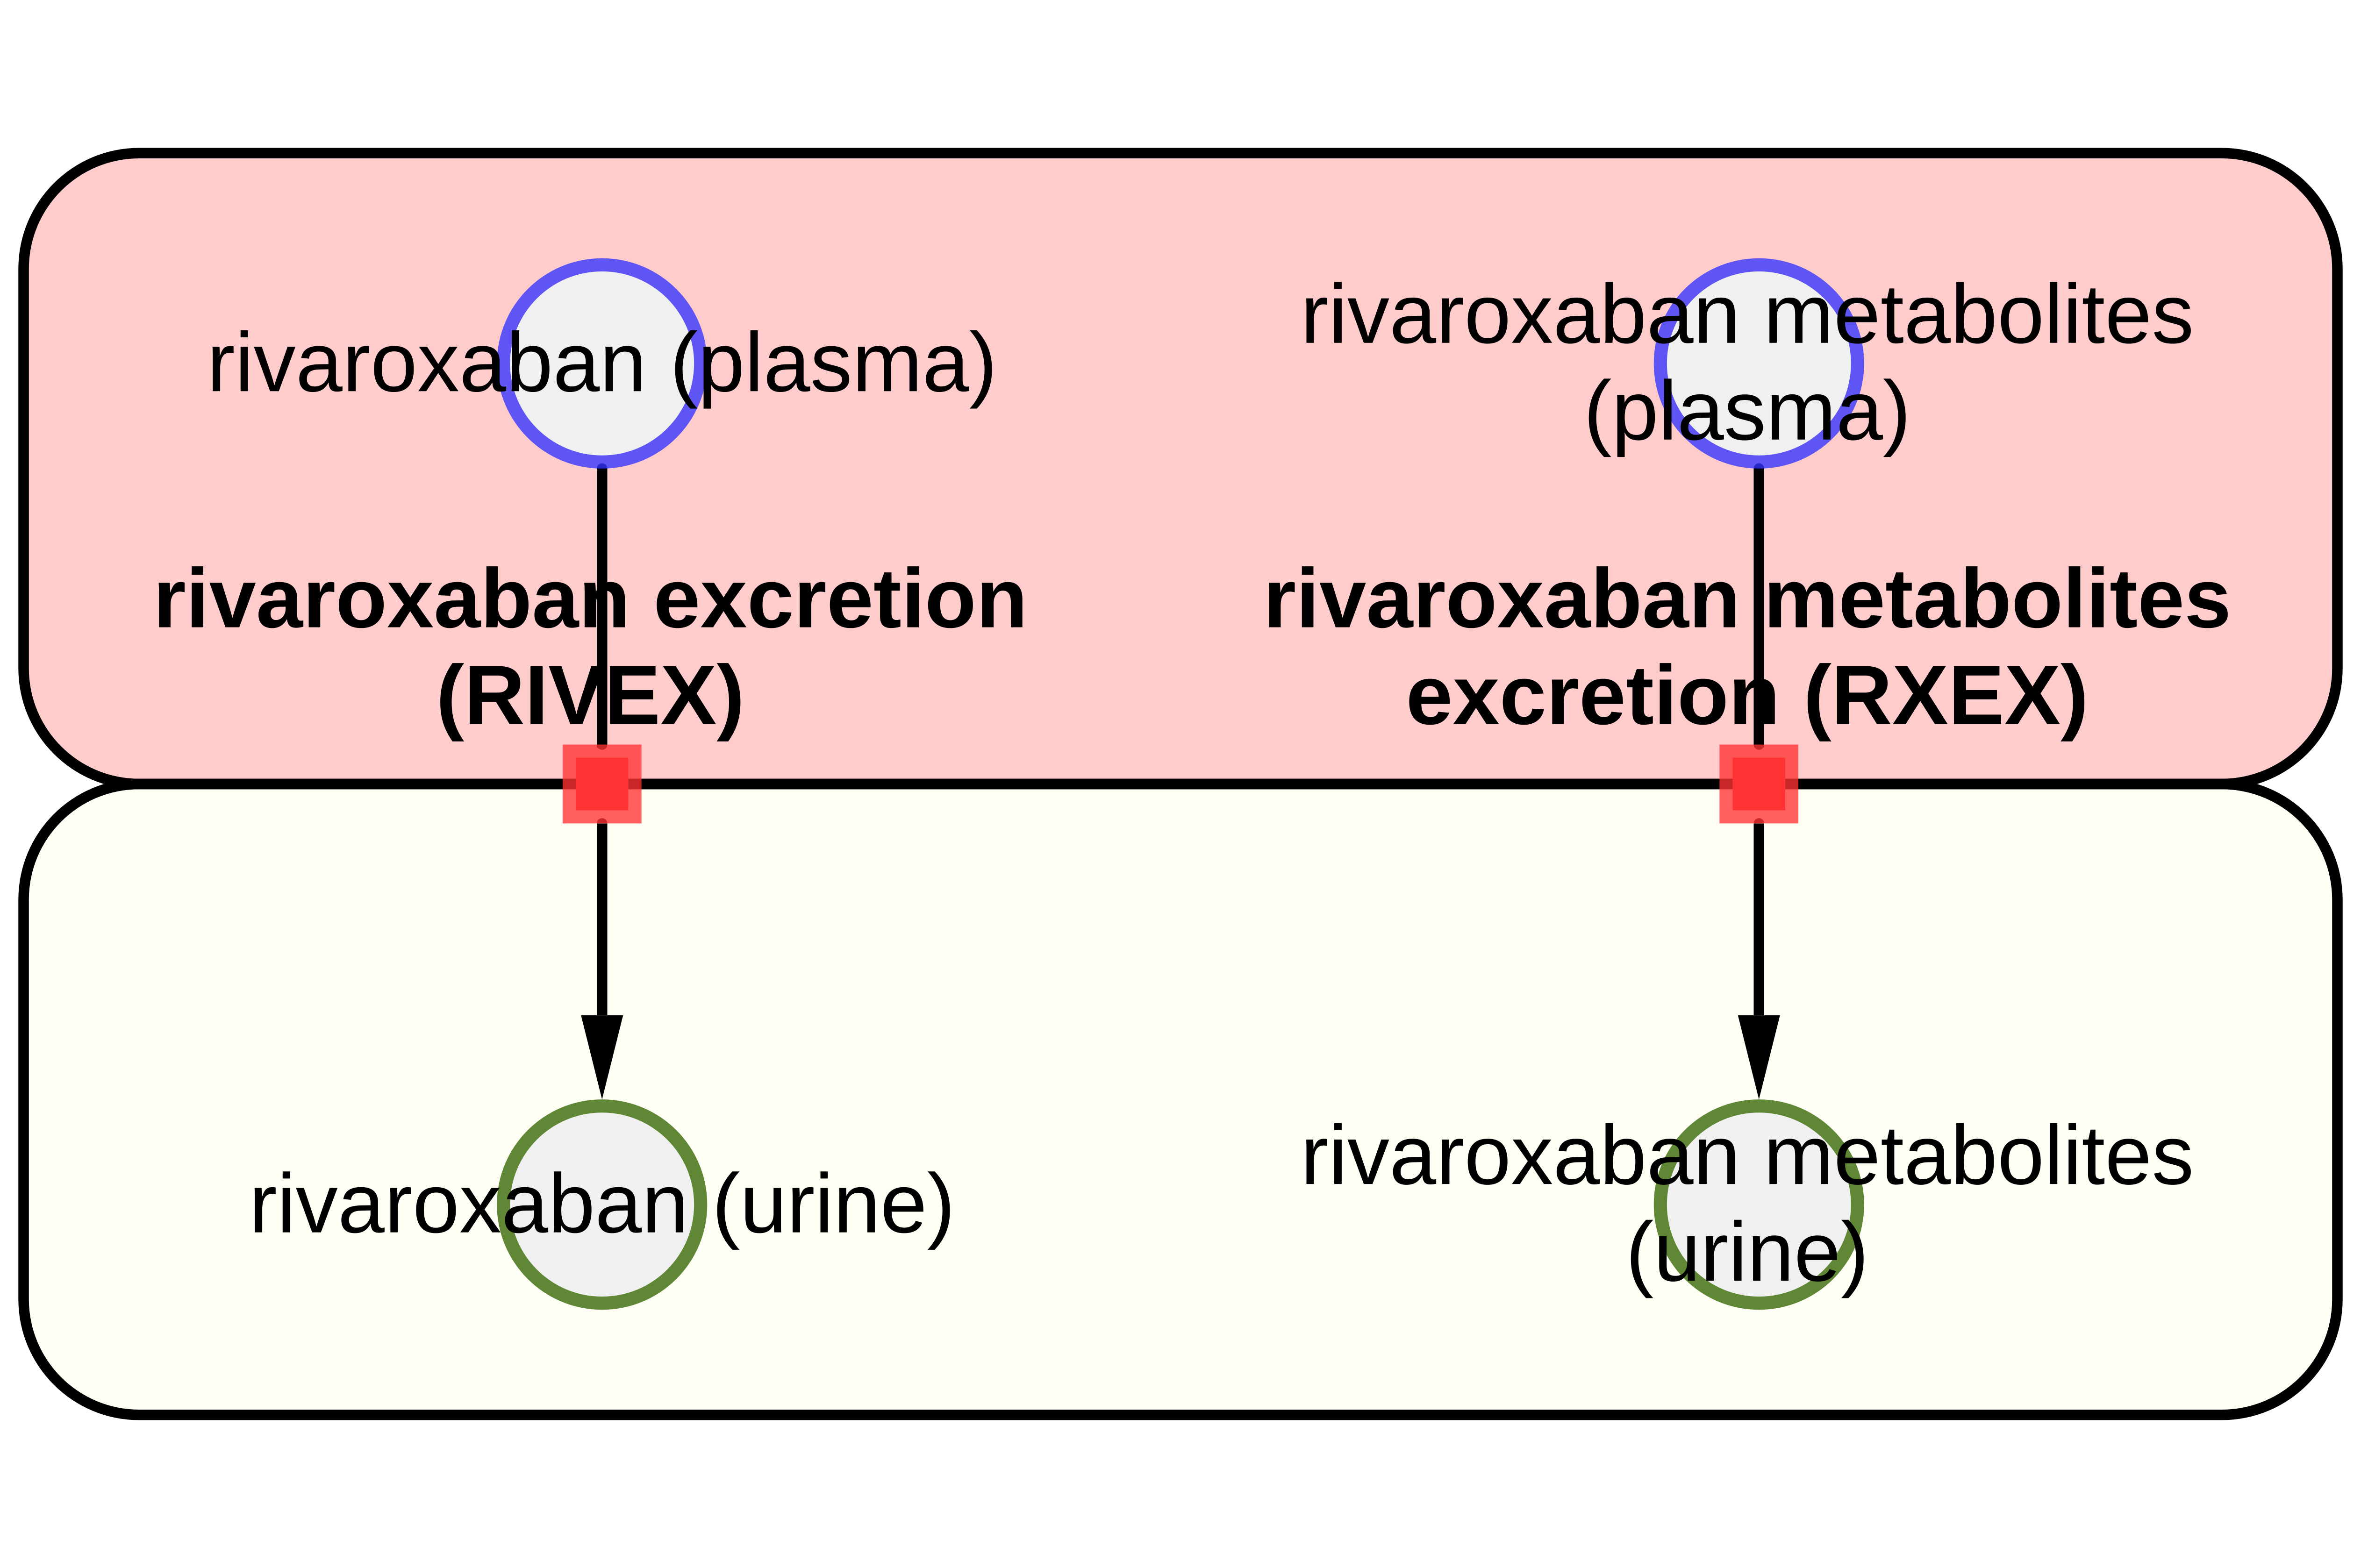 rivaroxaban (plasma)
rivaroxaban metabolites
(plasma)
rivaroxaban excretion
(RIVEX)
rivaroxaban metabolites
excretion (RXEX)
rivaroxaban (urine)
rivaroxaban metabolites
(urine)